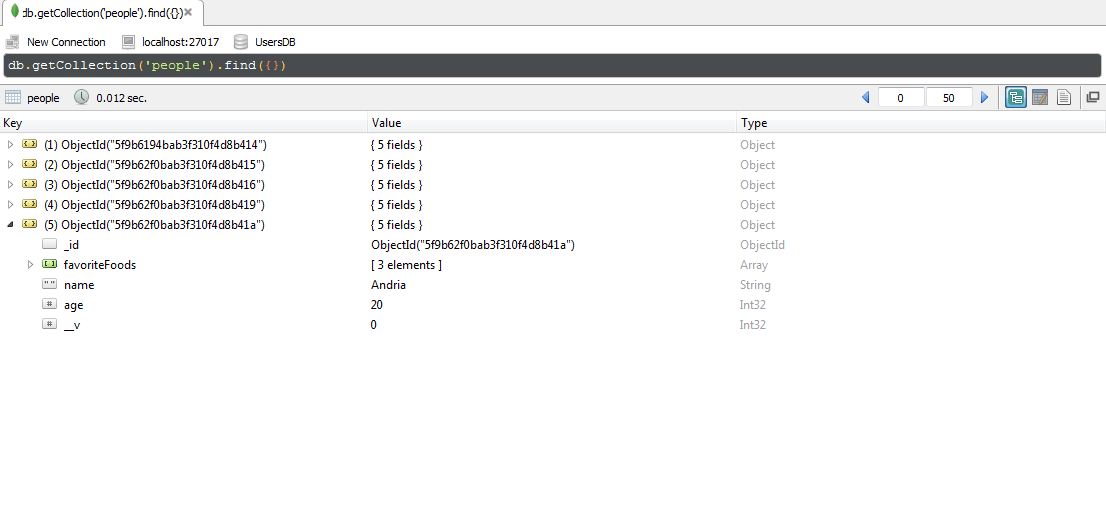 db.getCollection('people').find({})
New Connection localhost:27017 UsersDB
db.getCollection('people').find({})
people 0.012 sec. 0 50
Key Value Type
(1) ObjectId("5f9b6194bab3f310f4d8b414") { 5 fields } Object
(2) ObjectId("5f9b62f0bab3f310f4d8b415") { 5 fields } Object
(3) ObjectId("5f9b62f0bab3f310f4d8b416") { 5 fields } Object
(4) ObjectId("5f9b62f0bab3f310f4d8b419") { 5 fields } Object
(5) ObjectId("5f9b62f0bab3f310f4d8b41a") { 5 fields } Object
_id ObjectId("5f9b62f0bab3f310f4d8b41a") ObjectId
favoriteFoods [ 3 elements ] Array
name Andria String
age 20 Int32
__v 0 Int32